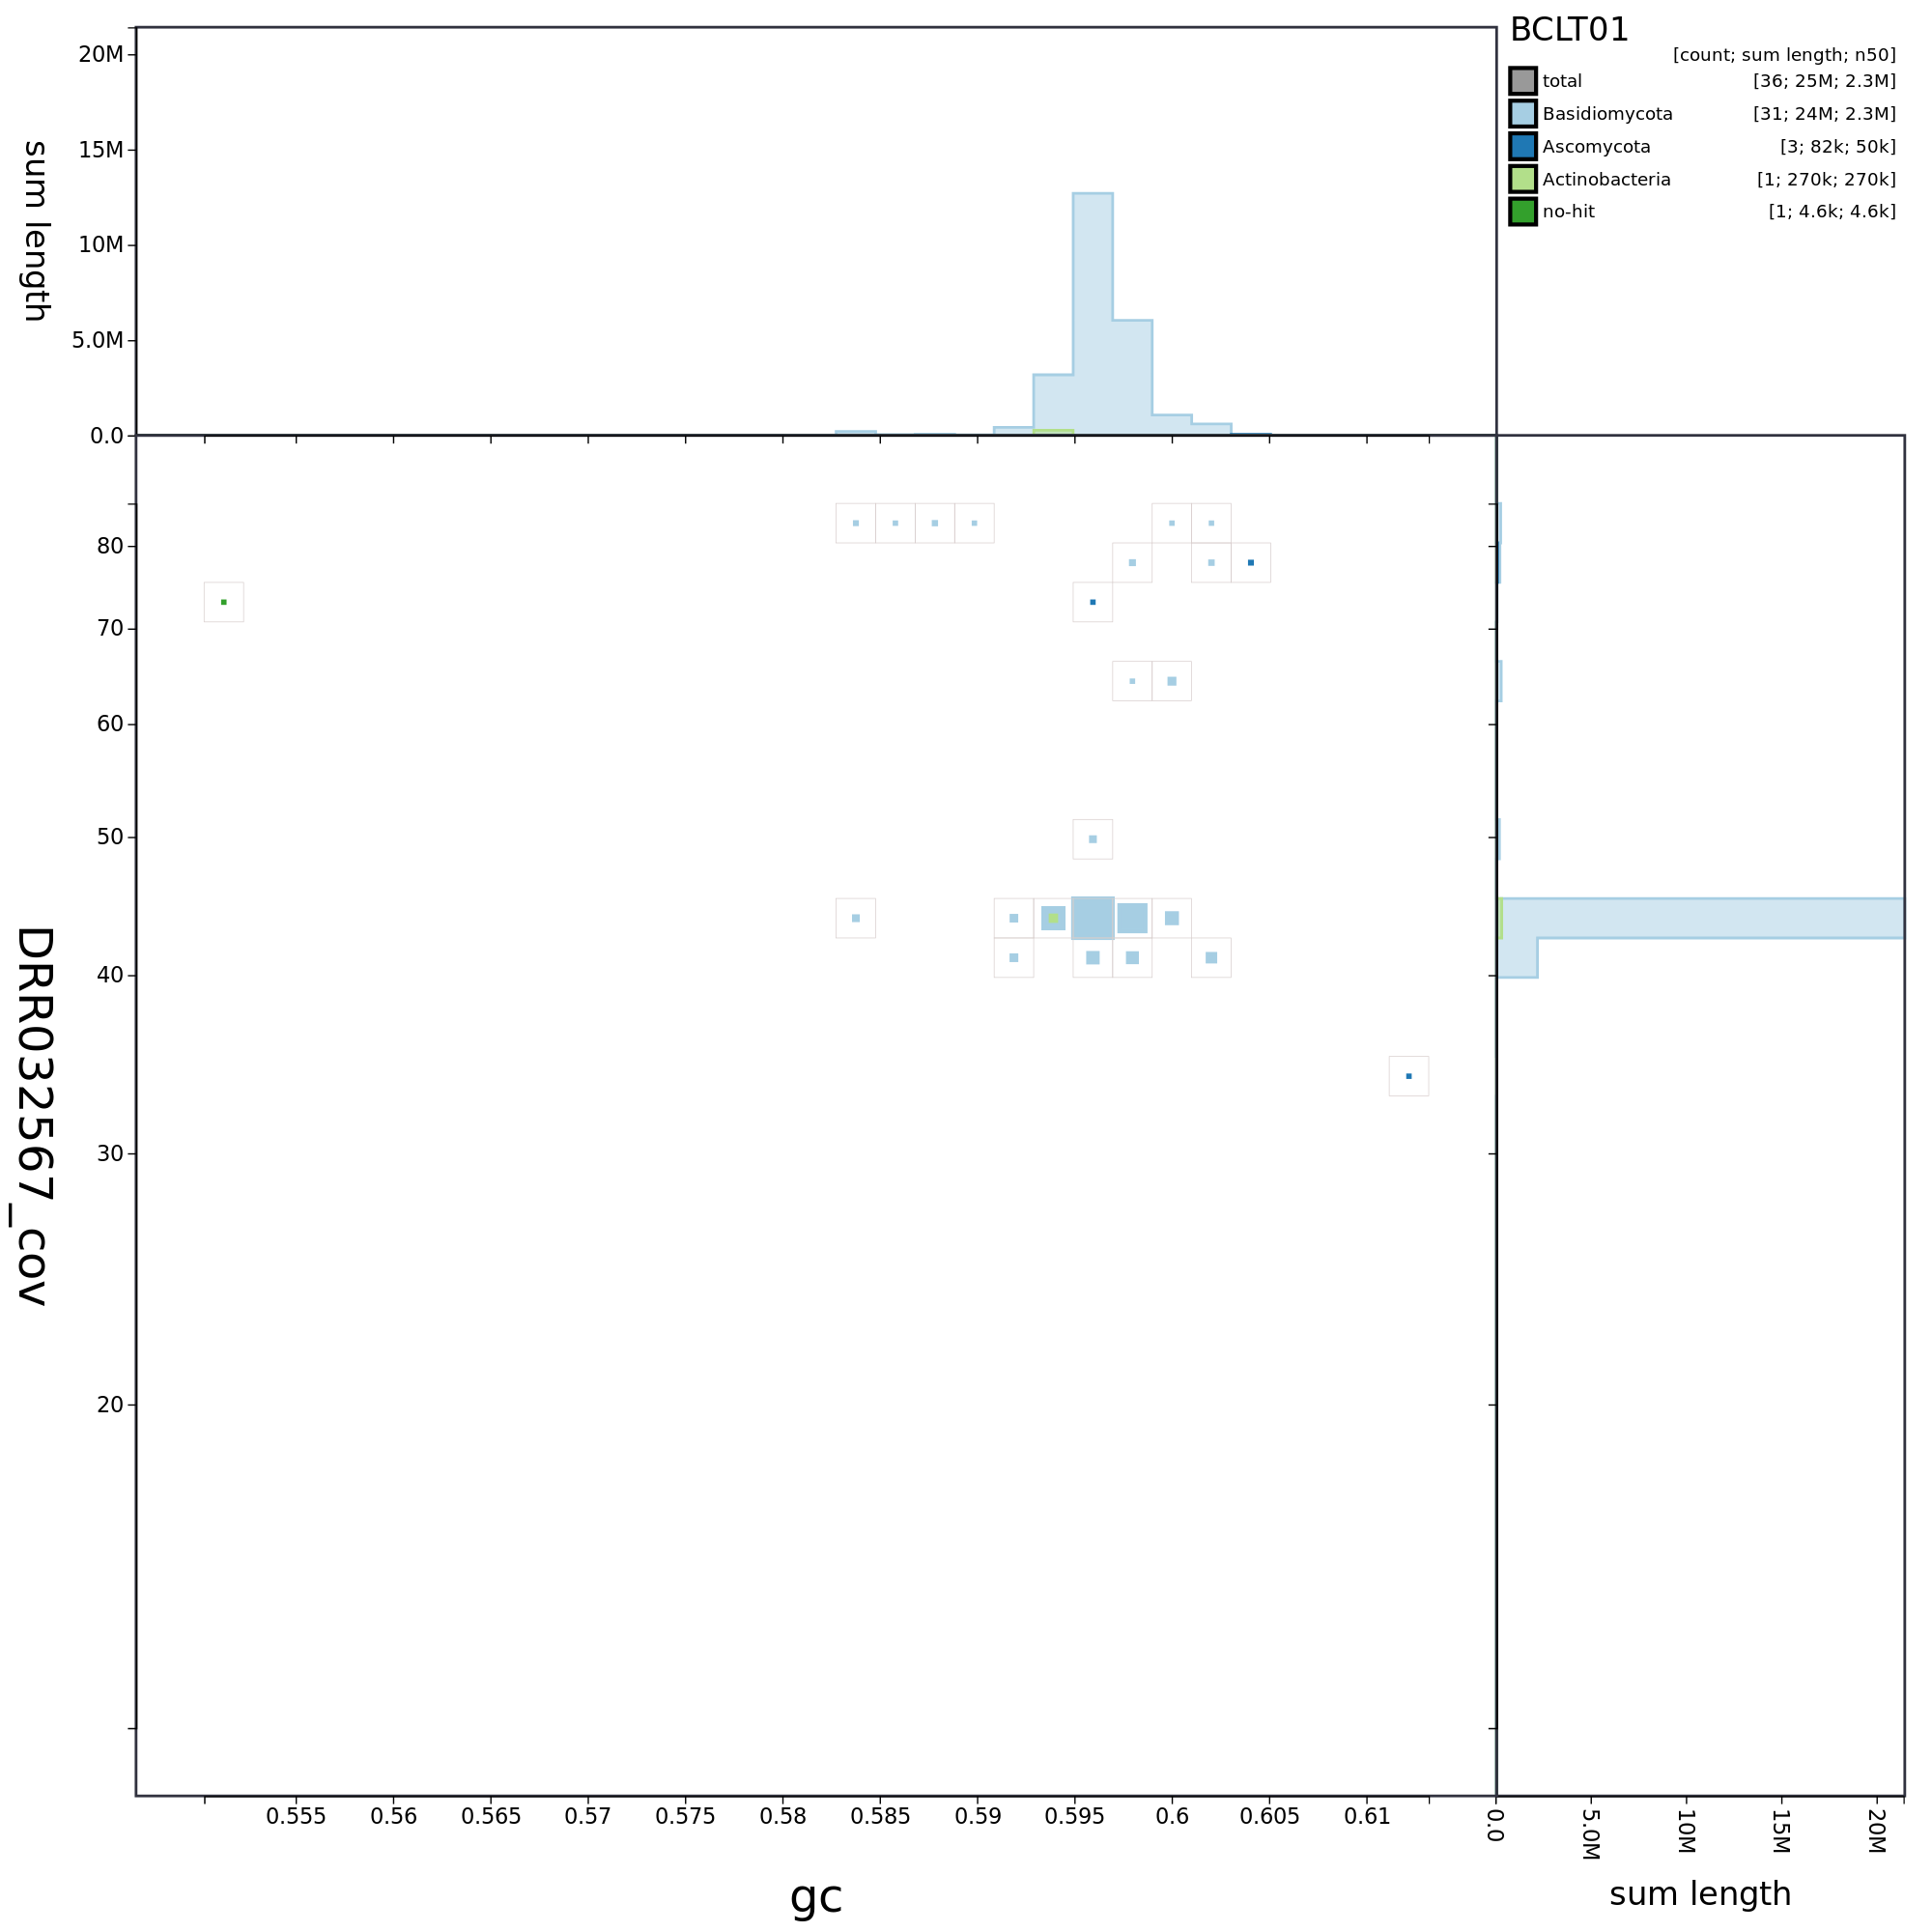 BCLT01
[count; sum length; n50]
total [36; 25M; 2.3M]
Basidiomycota [31; 24M; 2.3M]
Ascomycota [3; 82k; 50k]
Actinobacteria [1; 270k; 270k]
no-hit [1; 4.6k; 4.6k]
sum length
20M
15M
10M
5.0M
0.0
DRR032567_cov
80
70
60
50
40
30
20
0.555 0.56 0.565 0.57 0.575 0.58 0.585 0.59 0.595 0.6 0.605 0.61
gc
0.0 5.0M 10M 15M 20M
sum length